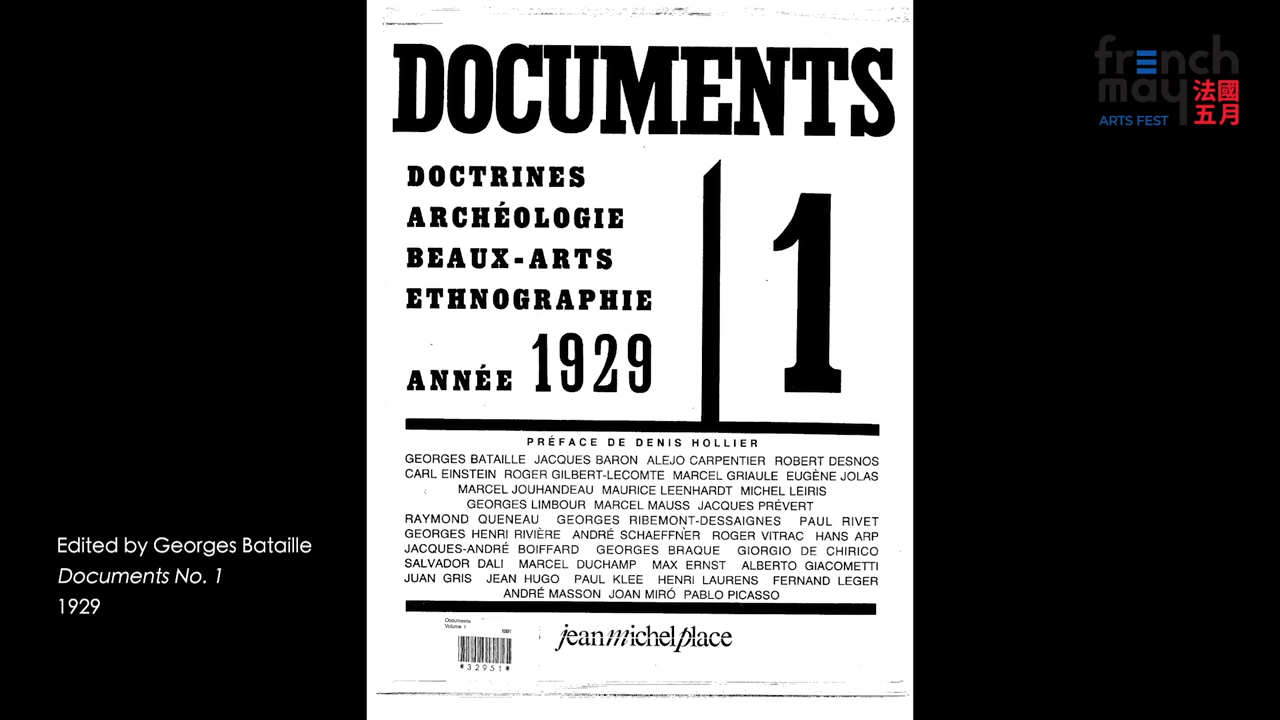 french
may 法國
ARTS FEST 五月
DOCUMENTS
DOCTRINES
ARCHÉOLOGIE
BEAUX-ARTS
ETHNOGRAPHIE
ANNÉE 1929
1
PRÉFACE DE DENIS HOLLIER
GEORGES BATAILLE JACQUES BARON ALEJO CARPENTIER ROBERT DESNOS
CARL EINSTEIN ROGER GILBERT-LECOMTE MARCEL GRIAULE EUGÈNE JOLAS
MARCEL JOUHANDEAU MAURICE LEENHARDT MICHEL LEIRIS
GEORGES LIMBOUR MARCEL MAUSS JACQUES PRÉVERT
RAYMOND QUENEAU GEORGES RIBEMONT-DESSAIGNES PAUL RIVET
GEORGES HENRI RIVIÈRE ANDRÉ SCHAEFFNER ROGER VITRAC HANS ARP
JACQUES-ANDRÉ BOIFFARD GEORGES BRAQUE GIORGIO DE CHIRICO
SALVADOR DALI MARCEL DUCHAMP MAX ERNST ALBERTO GIACOMETTI
JUAN GRIS JEAN HUGO PAUL KLEE HENRI LAURENS FERNAND LEGER
ANDRÉ MASSON JOAN MIRÓ PABLO PICASSO
Documents
Volume 1
1991
*32951*
jeanmichelplace
Edited by Georges Bataille
Documents No. 1
1929